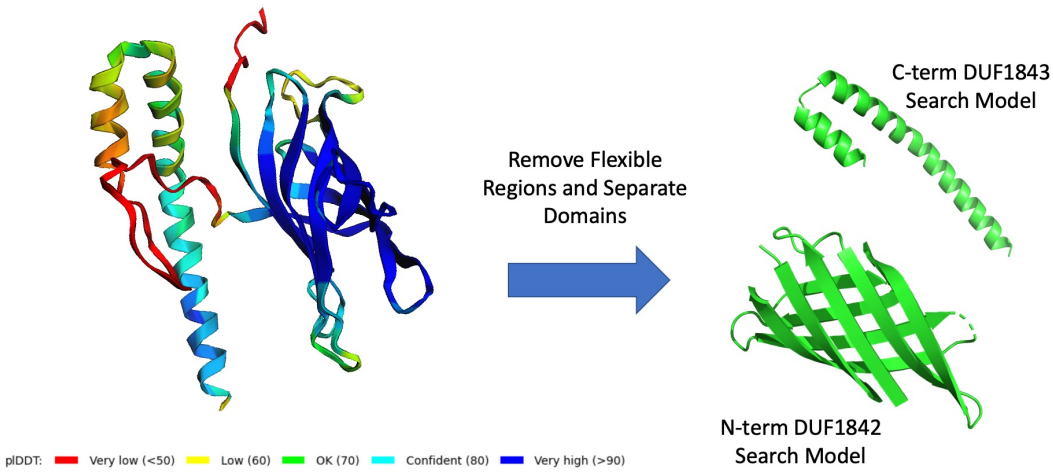 C-term DUF1843
Search Model
Remove Flexible
Regions and Separate
Domains
N-term DUF1842
Search Model
plDDT: Very low (<50) Low (60) OK (70) Confident (80) Very high (>90)